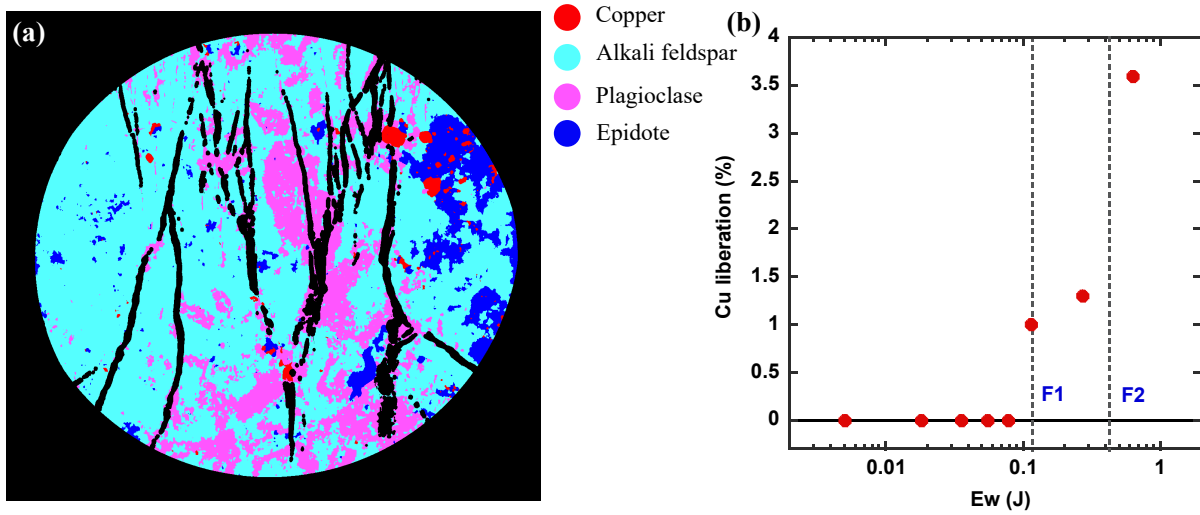 (a)
Copper
Alkali feldspar
Plagioclase
Epidote
(b)
4
3.5
3
2.5
2
1.5
1
0.5
0
Cu liberation (%)
F1
F2
0.01
0.1
1
Ew (J)